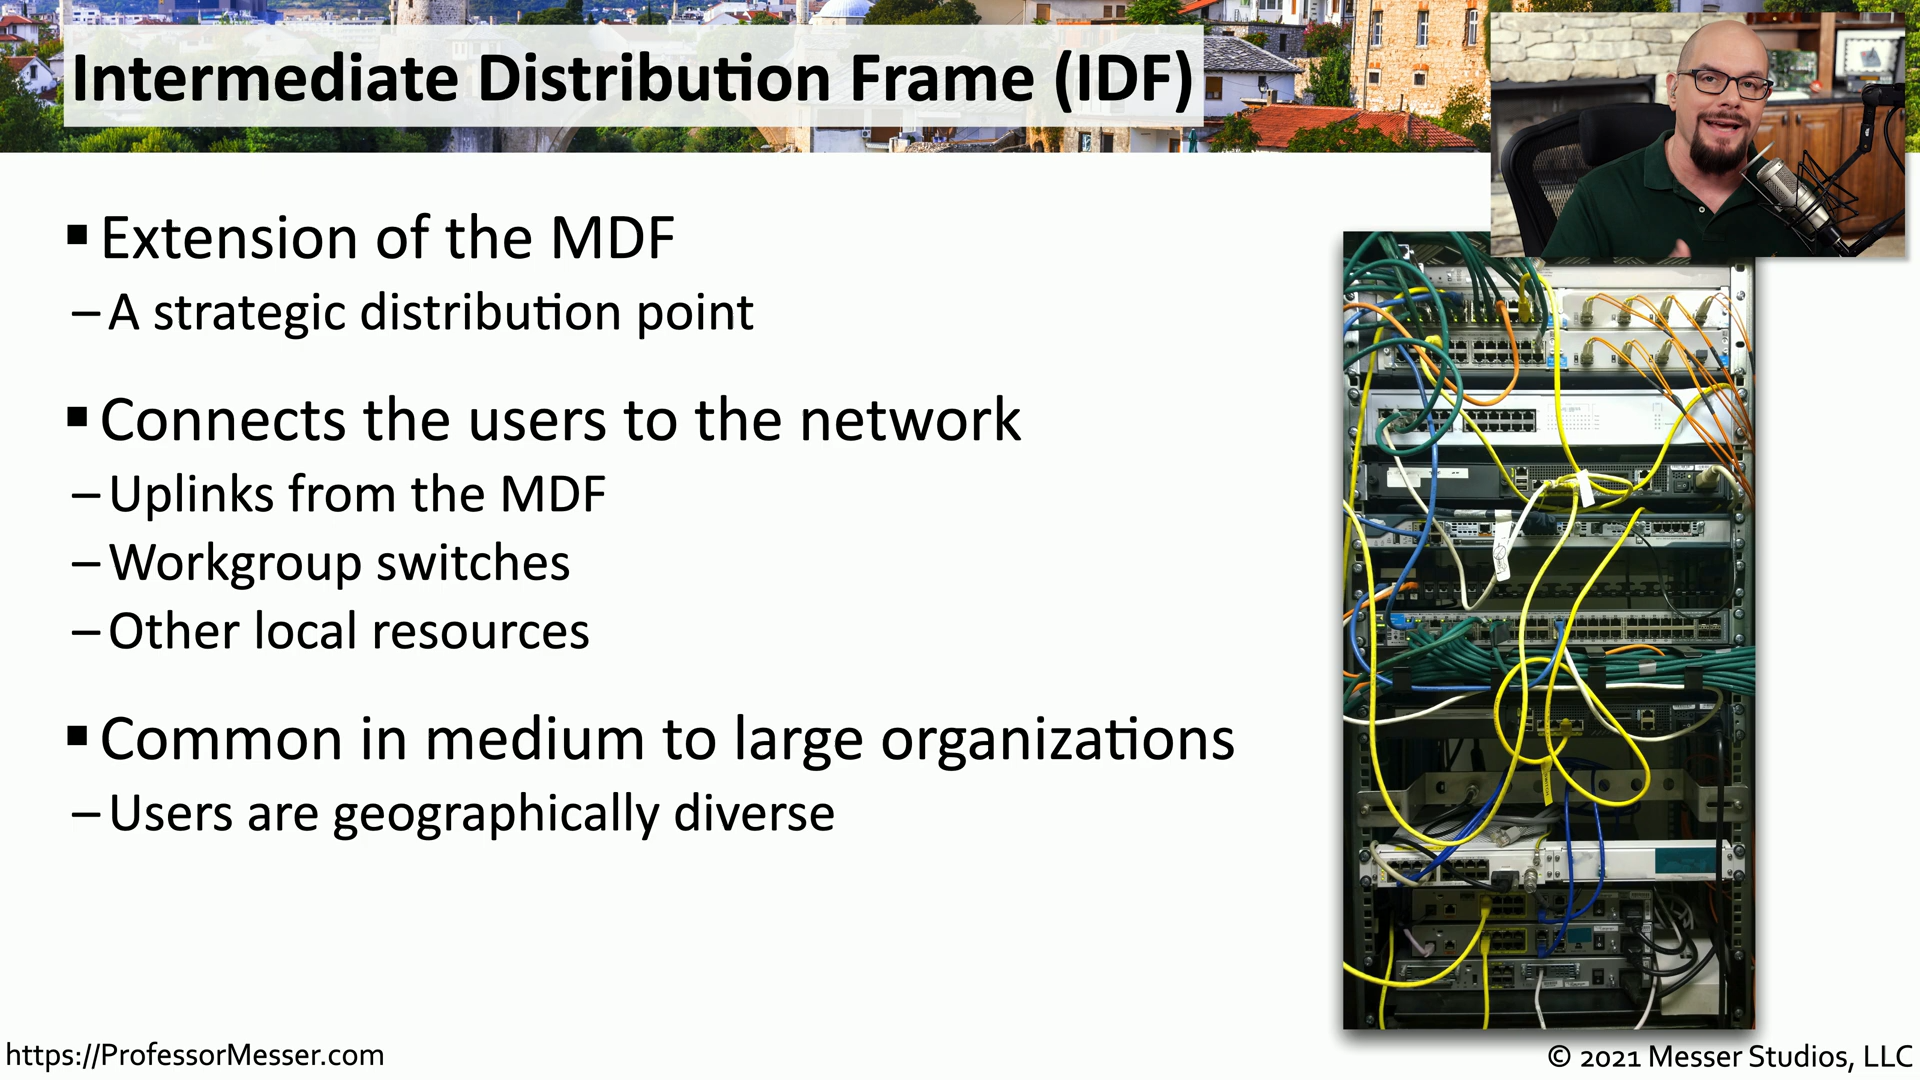 Intermediate Distribution Frame (IDF)
▪ Extension of the MDF
– A strategic distribution point
▪ Connects the users to the network
– Uplinks from the MDF
– Workgroup switches
– Other local resources
▪ Common in medium to large organizations
– Users are geographically diverse
https://ProfessorMesser.com
© 2021 Messer Studios, LLC